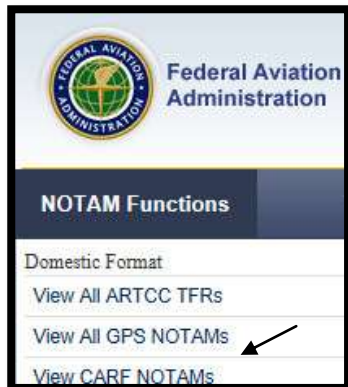 FEDERAL AVIATION
ADMINISTRATION
Federal Aviation
Administration
NOTAM Functions
Domestic Format
View All ARTCC TFRs
View All GPS NOTAMs
View CARF NOTAMs